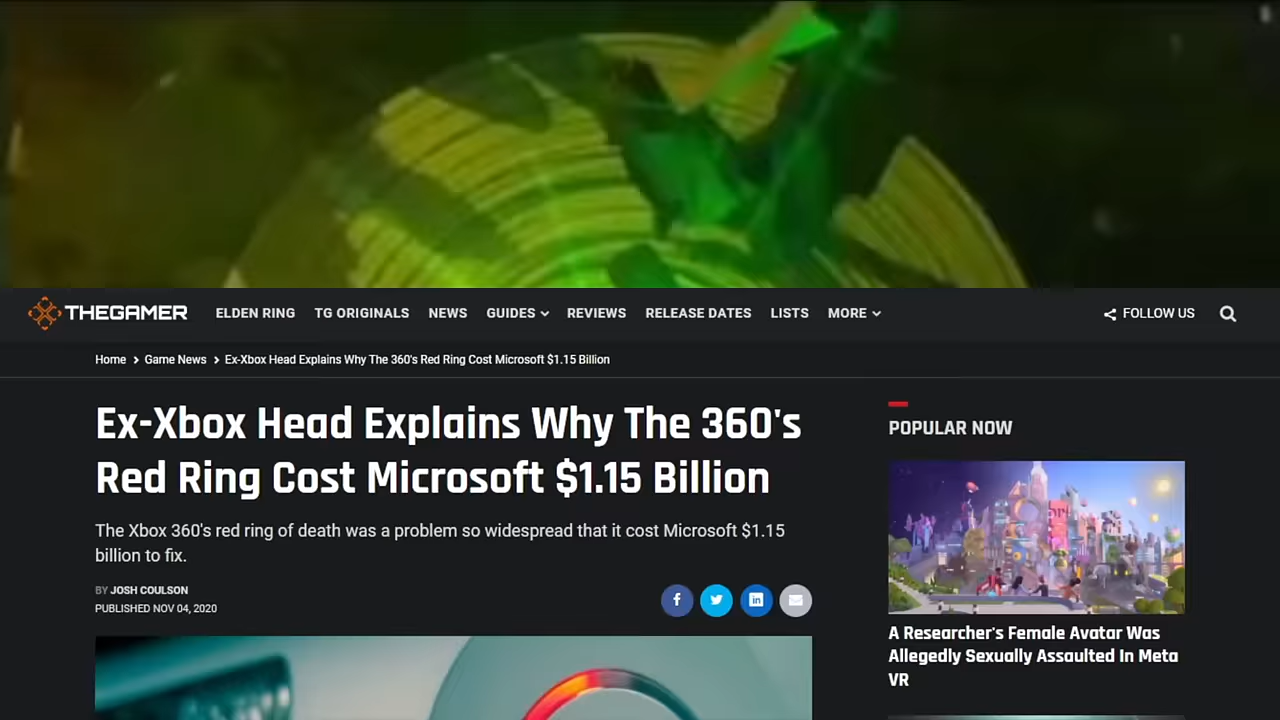 THEGAMER
ELDEN RING
TG ORIGINALS
NEWS
GUIDES
REVIEWS
RELEASE DATES
LISTS
MORE
FOLLOW US
Home > Game News > Ex-Xbox Head Explains Why The 360's Red Ring Cost Microsoft $1.15 Billion
Ex-Xbox Head Explains Why The 360's
Red Ring Cost Microsoft $1.15 Billion
The Xbox 360's red ring of death was a problem so widespread that it cost Microsoft $1.15
billion to fix.
BY JOSH COULSON
PUBLISHED NOV 04, 2020
POPULAR NOW
A Researcher's Female Avatar Was
Allegedly Sexually Assaulted In Meta
VR